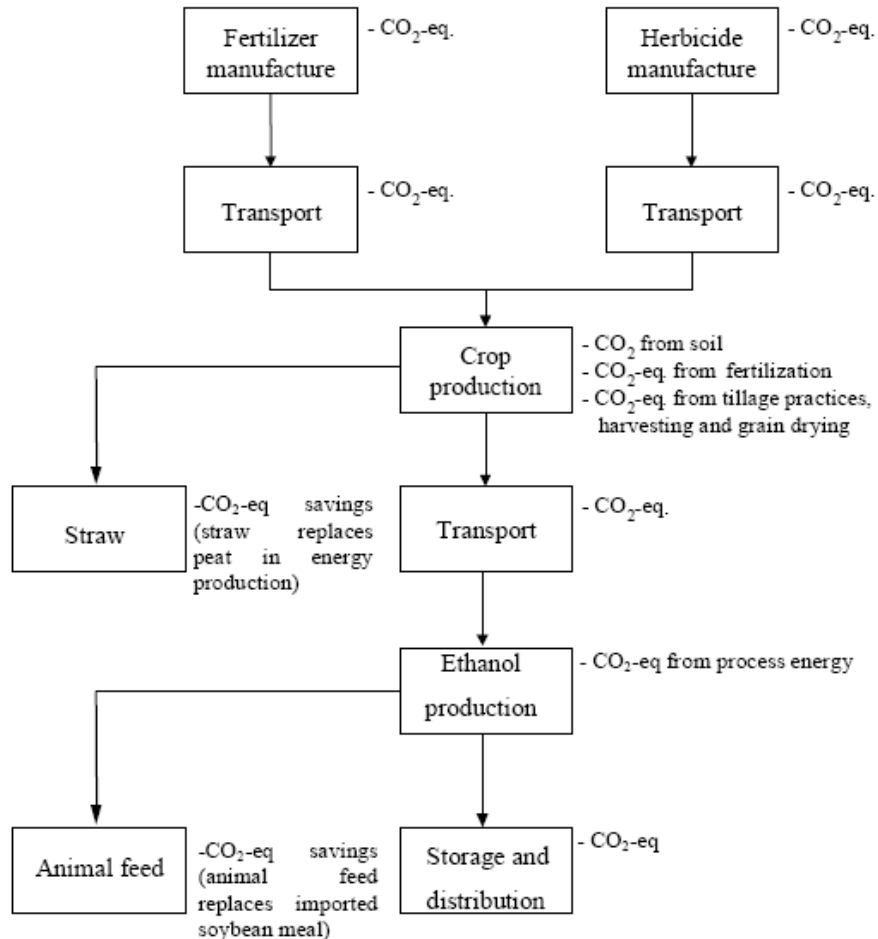 Fertilizer
manufacture
- CO₂-eq.
Herbicide
manufacture
- CO₂-eq.
Transport
- CO₂-eq.
Transport
- CO₂-eq.
Crop
production
- CO₂ from soil
- CO₂-eq. from fertilization
- CO₂-eq. from tillage practices,
harvesting and grain drying
Straw
-CO₂-eq savings
(straw replaces
peat in energy
production)
Transport
- CO₂-eq.
Ethanol
production
- CO₂-eq from process energy
Animal feed
-CO₂-eq savings
(animal feed
replaces imported
soybean meal)
Storage and
distribution
- CO₂-eq